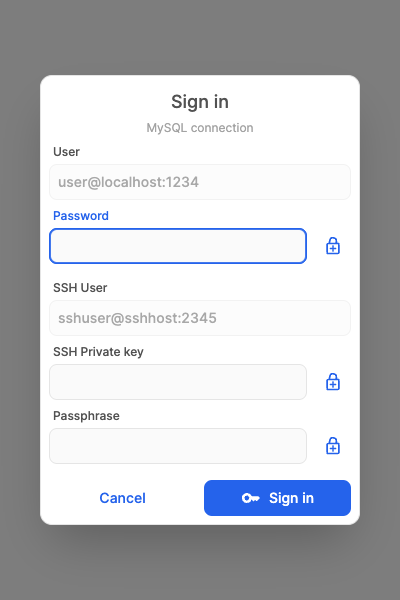 Sign in
MySQL connection
User
user@localhost:1234
Password
SSH User
sshuser@sshhost:2345
SSH Private key
Passphrase
Cancel
Sign in